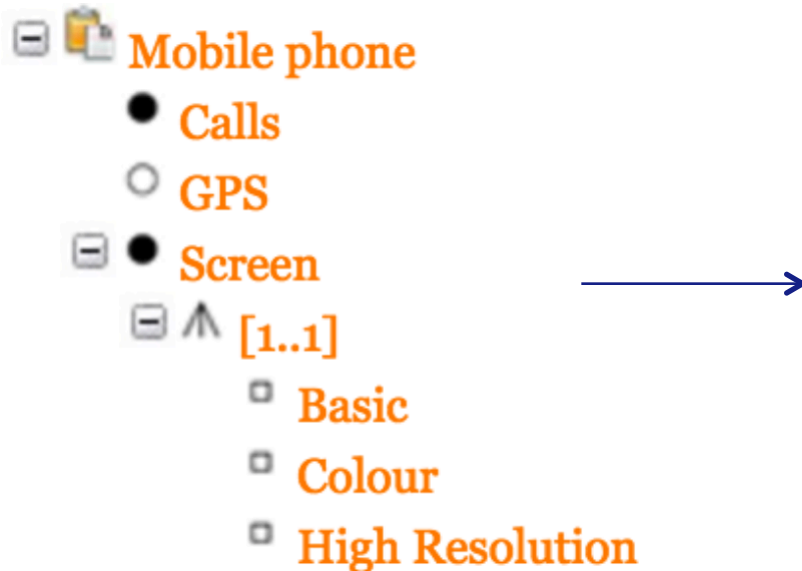 Mobile phone
Calls
GPS
Screen
[1..1]
Basic
Colour
High Resolution